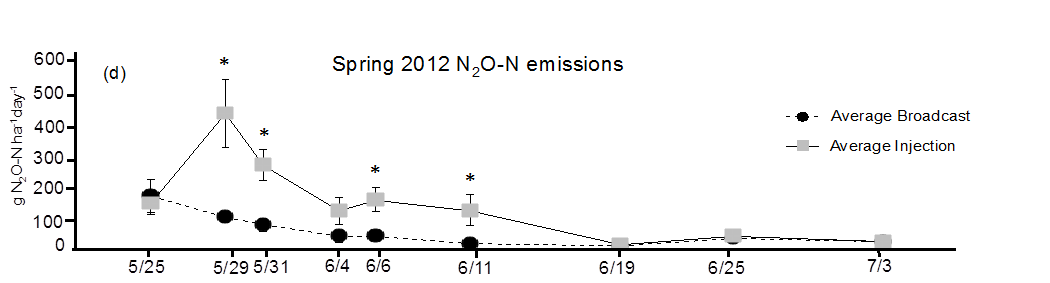 (d)
Spring 2012 N₂O-N emissions
g N₂O-N ha⁻¹day⁻¹
600
500
400
300
200
100
0
* * * *
Average Broadcast
Average Injection
5/25 5/29 5/31 6/4 6/6 6/11 6/19 6/25 7/3